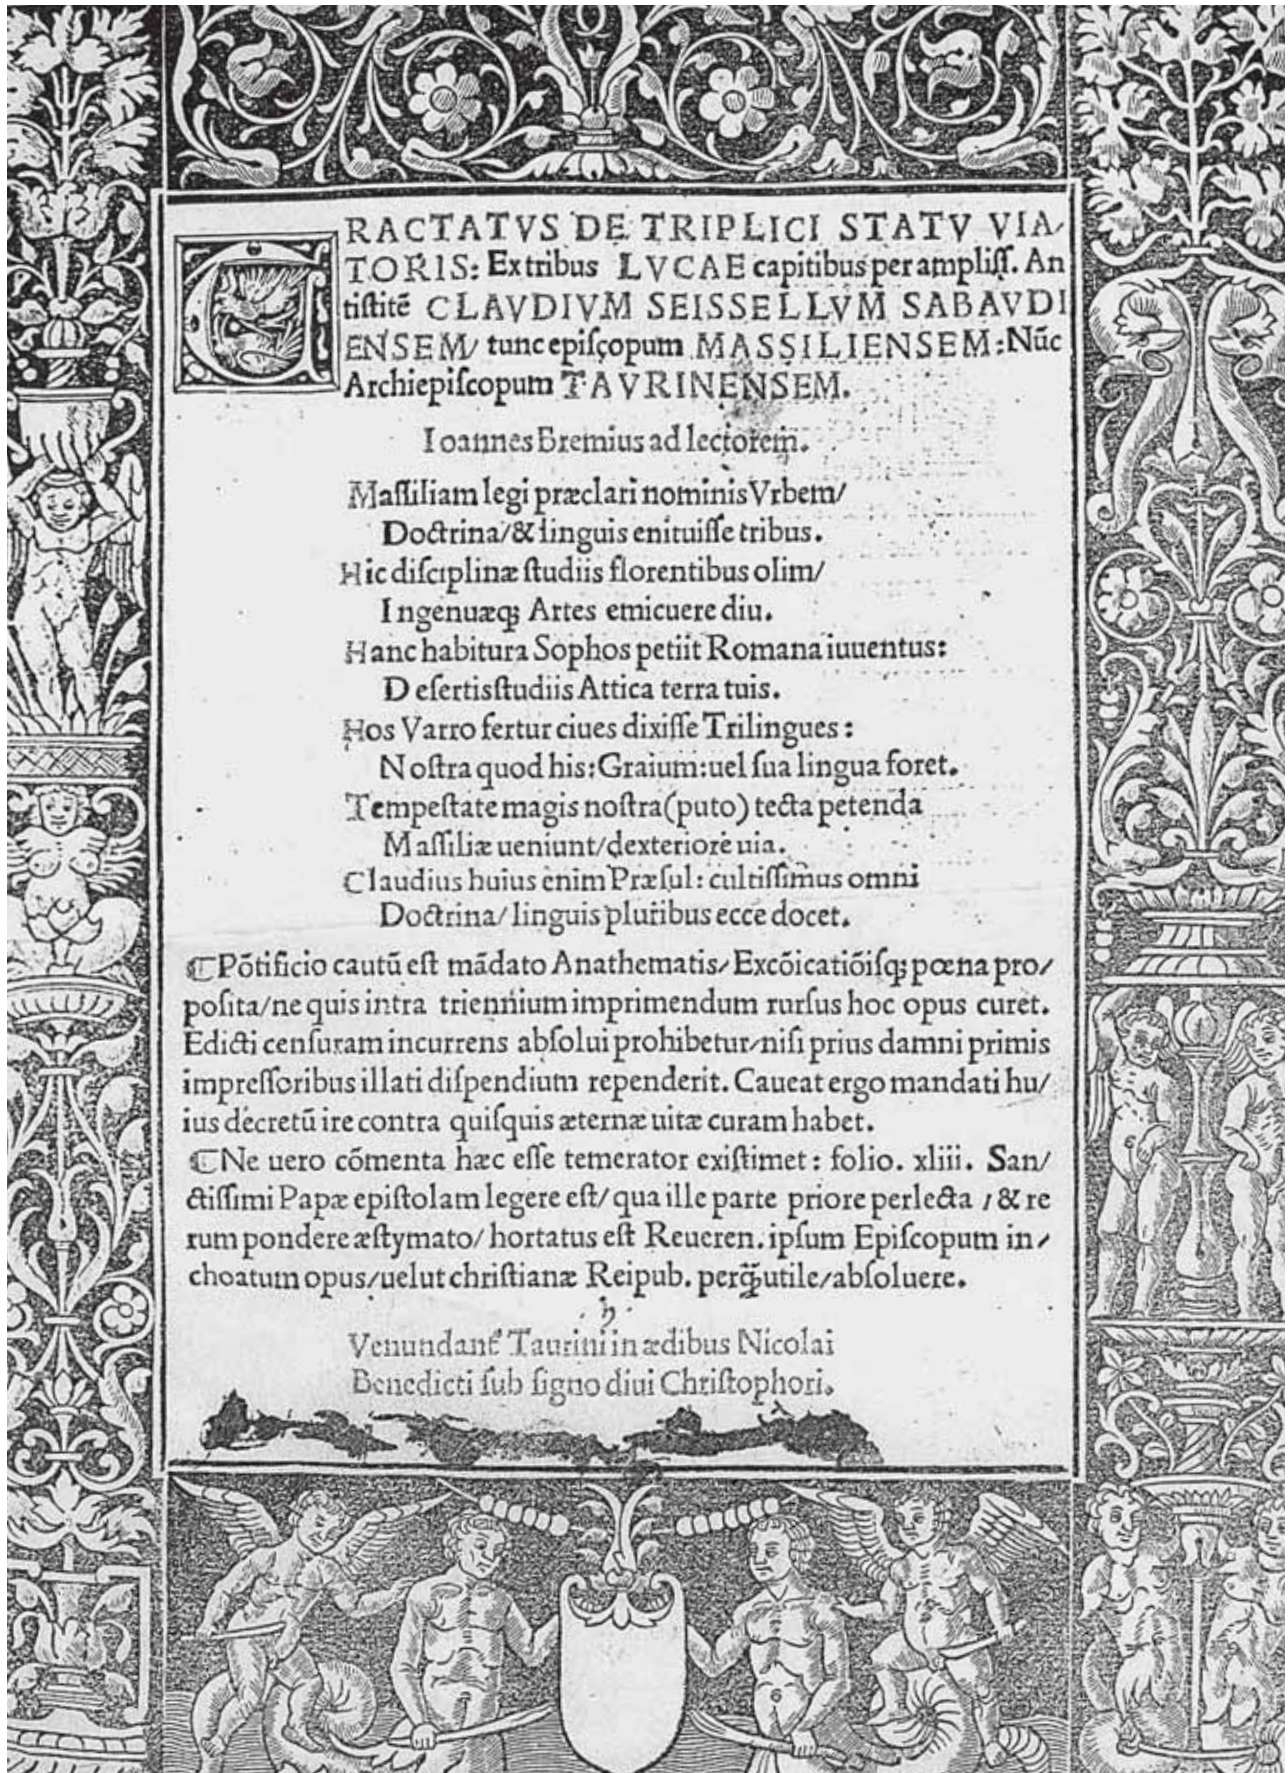 TRACTATVS DE TRIPLICI STATV VIA/
TORIS: Ex tribus LVCAE capitibus per ampliſſ. An
tiſtitē CLAVDIVM SEISSELLVM SABAVDI
ENSEM/ tunc epiſcopum MASSILIENSEM: Nūc
Archiepiſcopum TAVRINENSEM.
Ioannes Bremius ad lectorem.
Maſſiliam legi præclari nominis Vrbem/
Doctrina/ & linguis enituiſſe tribus.
Hic diſciplinæ ſtudiis florentibus olim/
Ingenuæqꝫ Artes emicuere diu.
Hanc habitura Sophos petiit Romana iuuentus:
Deſertis ſtudiis Attica terra tuis.
Hos Varro fertur ciues dixiſſe Trilingues:
Noſtra quod his: Graium: uel ſua lingua foret.
Tempeſtate magis noſtra (puto) tecta petenda
Maſſiliæ ueniunt/ dexteriore uia.
Claudius huius enim Præſul: cultiſſimus omni
Doctrina/ linguis pluribus ecce docet.
⸿Pōtificio cautū eſt mādato Anathematis/ Excōicatiōiſqꝫ pœna pro/
poſita/ ne quis intra triennium imprimendum rurſus hoc opus curet.
Edicti cenſuram incurrens abſolui prohibetur/ niſi prius damni primis
impreſſoribus illati diſpendium rependerit. Caueat ergo mandati hu/
ius decretū ire contra quiſquis æternæ uitæ curam habet.
⸿Ne uero cōmenta hæc eſſe temerator exiſtimet: folio. xliii. San/
ctiſſimi Papæ epiſtolam legere eſt/ qua ille parte priore perlecta / & re
rum pondere æſtymato/ hortatus eſt Reueren. ipſum Epiſcopum in/
choatum opus/ uelut chriſtianæ Reipub. perꝙ̄ utile/ abſoluere.
Venundanť Taurini in ædibus Nicolai
Benedicti ſub ſigno diui Chriſtophori.